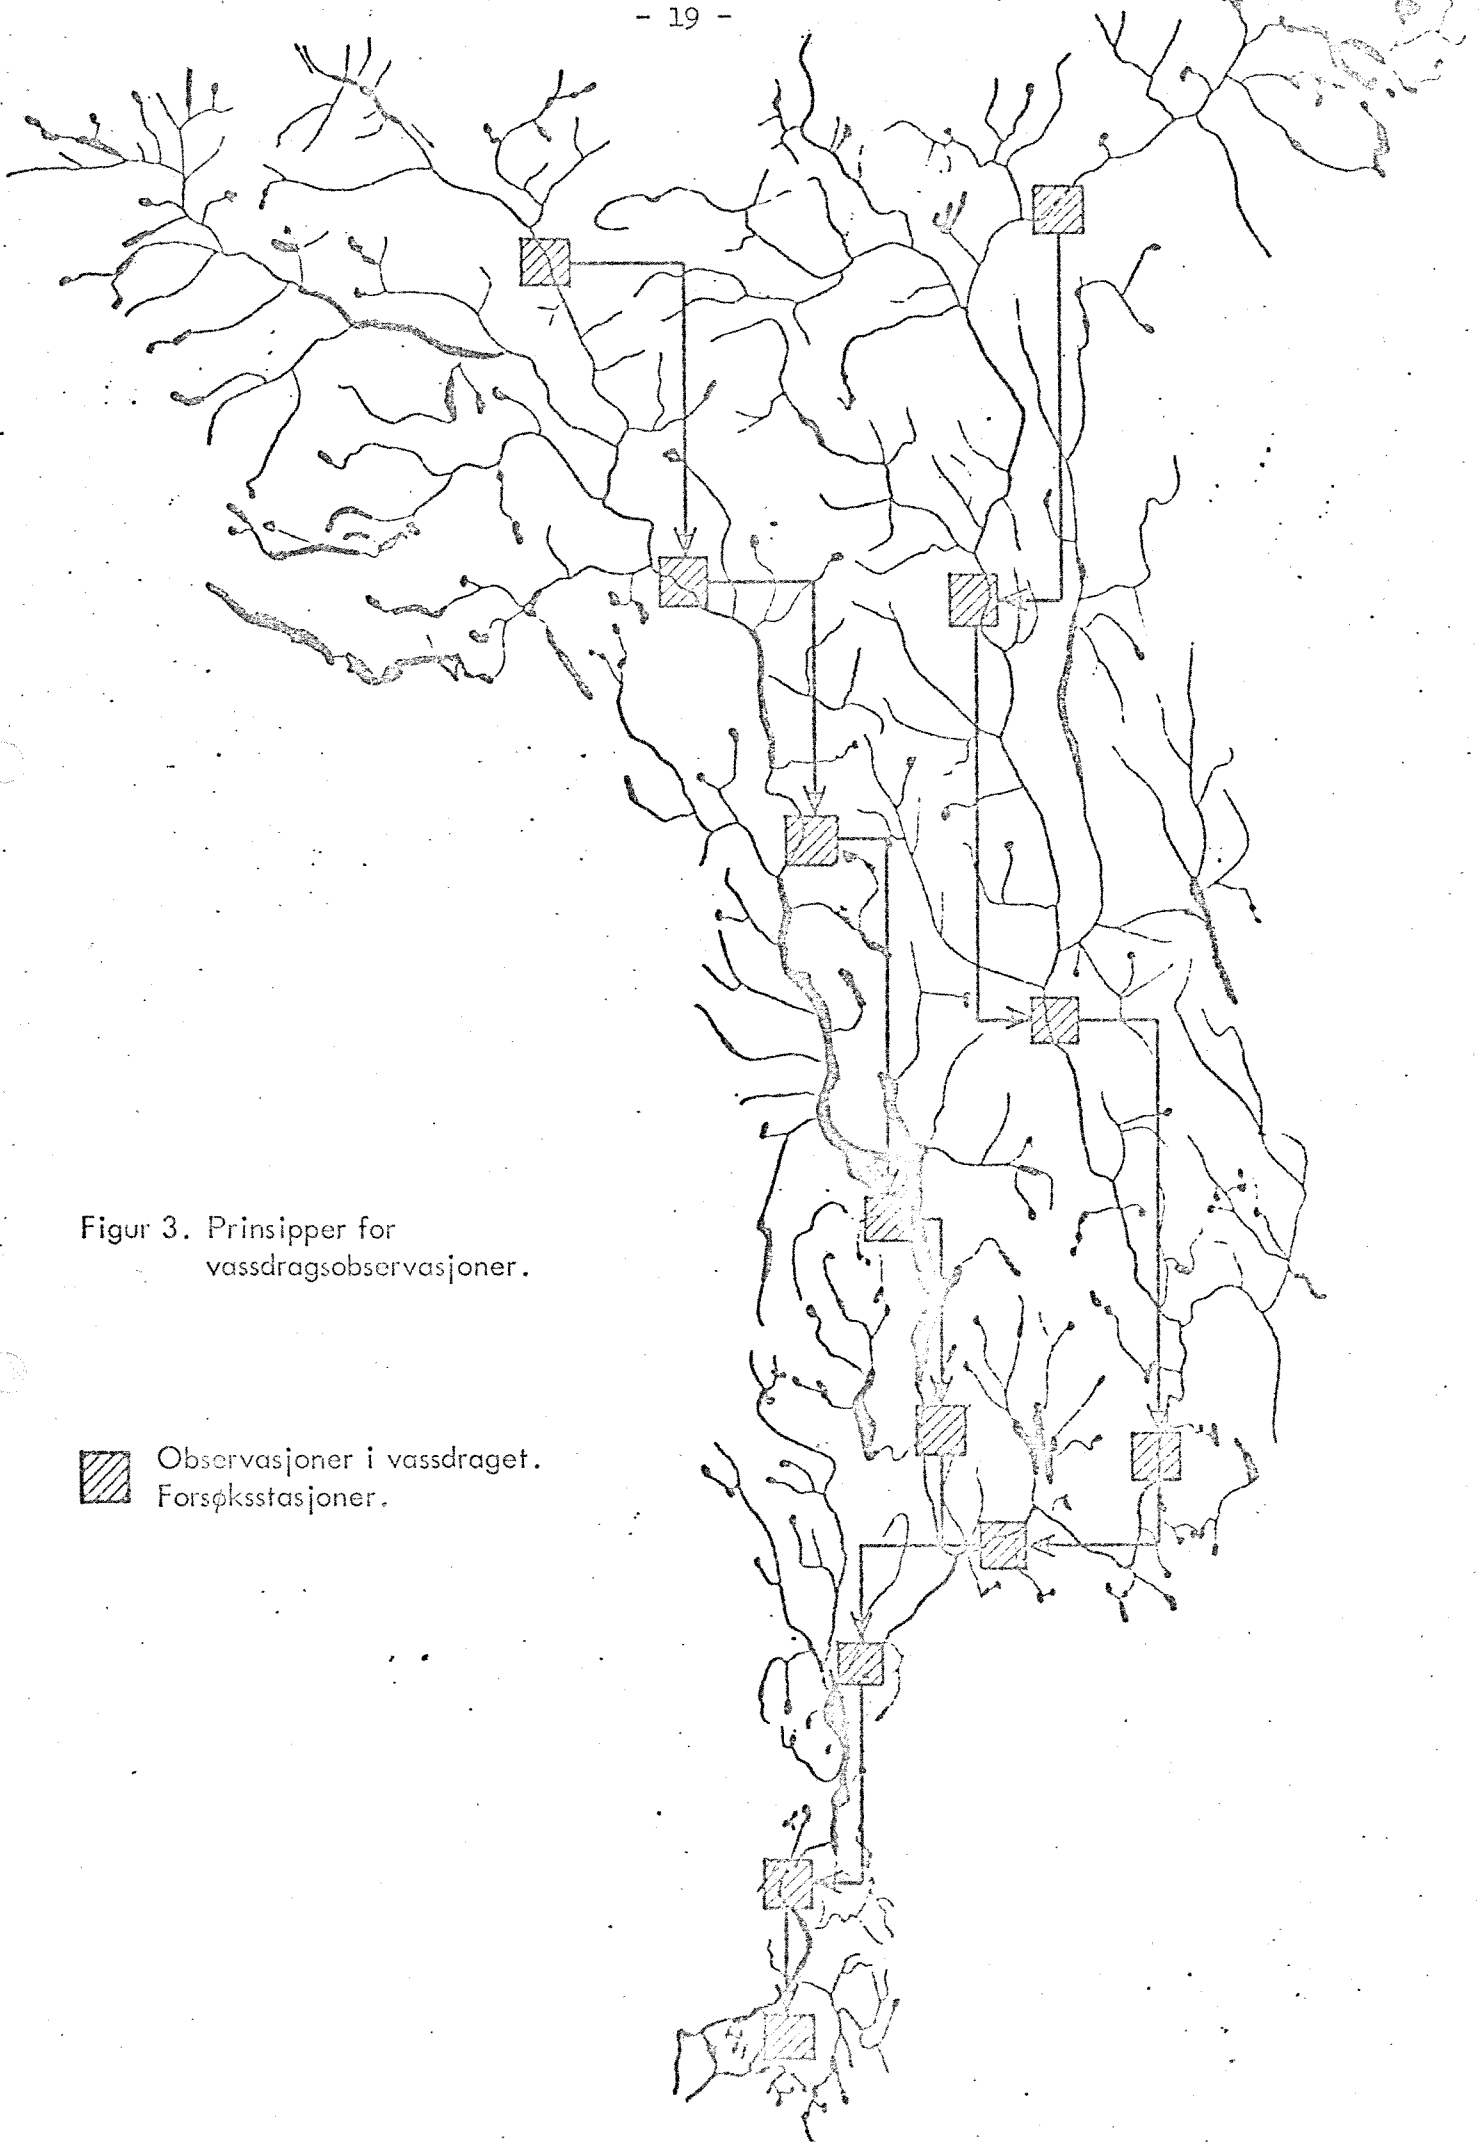 - 19 -
Figur 3. Prinsipper for
vassdragsobservasjoner.
Observasjoner i vassdraget.
Forsøksstasjoner.